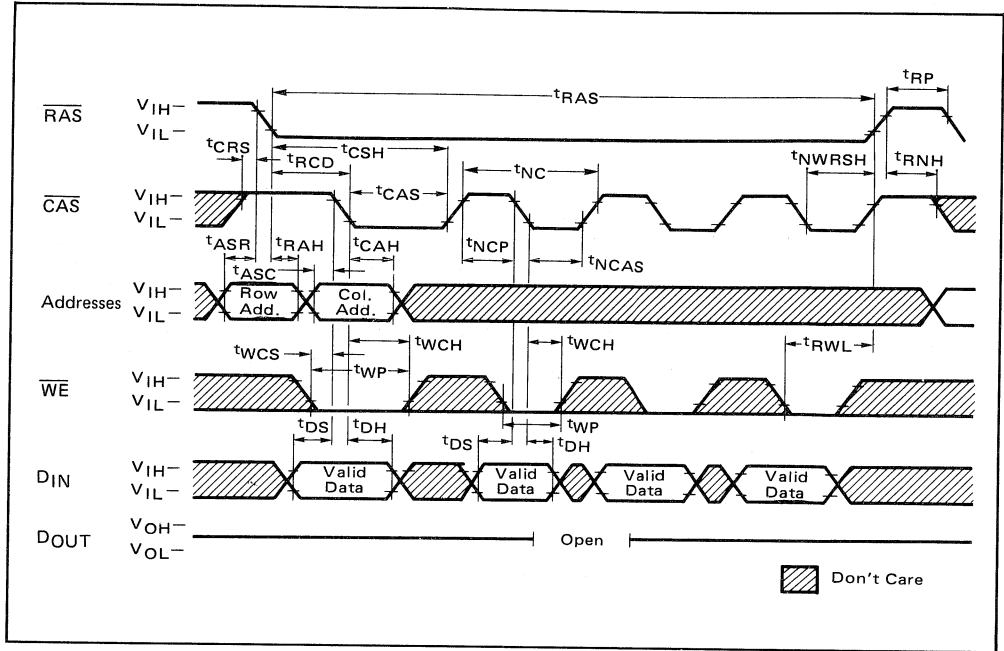 tRP
tRAS
RAS
VIH–
VIL–
tCRS
tRCD
tCSH
tNWRSH
tRNH
tCAS
tNC
CAS
VIH–
VIL–
tASR
tRAH
tCAH
tNCP
tNCAS
tASC
Addresses
VIH–
VIL–
Row
Add.
Col.
Add.
tWCS
tWCH
tWCH
tRWL
tWP
WE
VIH–
VIL–
tWP
tDS
tDH
tDS
tDH
DIN
VIH–
VIL–
Valid
Data
Valid
Data
Valid
Data
Valid
Data
DOUT
VOH–
VOL–
Open
Don't Care